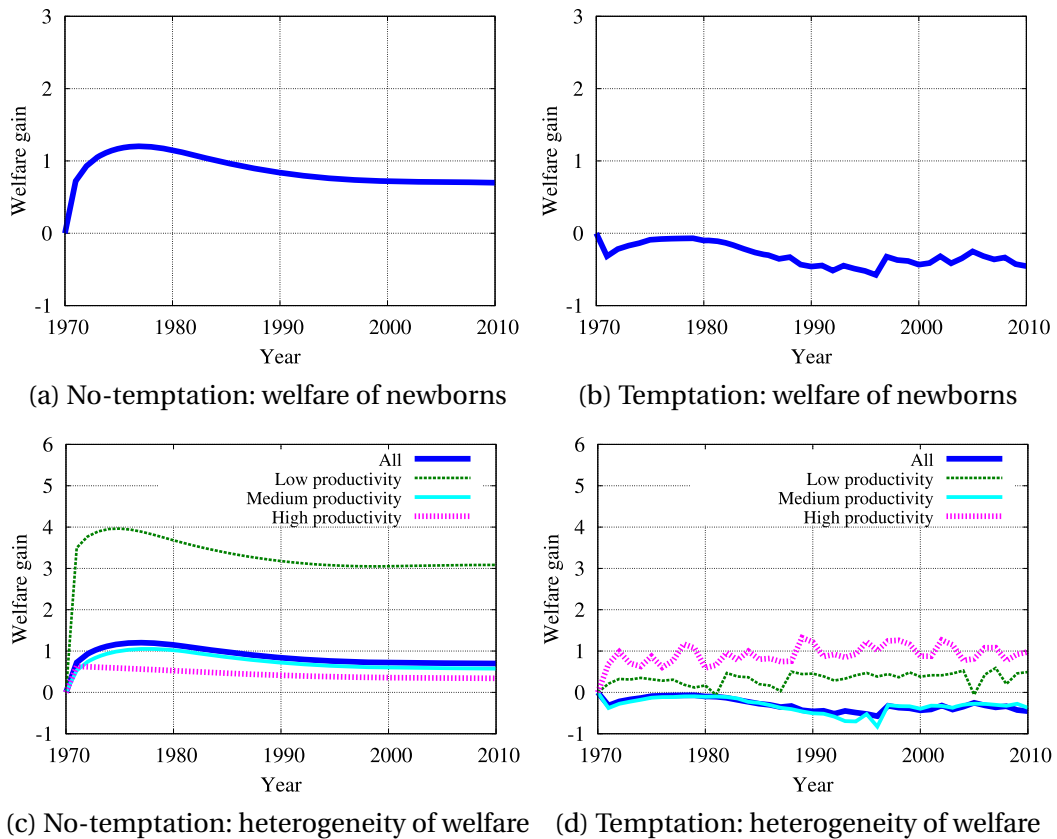 3
2
1
0
-1
Welfare gain
1970 1980 1990 2000 2010
Year
(a) No-temptation: welfare of newborns
3
2
1
0
-1
Welfare gain
1970 1980 1990 2000 2010
Year
(b) Temptation: welfare of newborns
6
5
4
3
2
1
0
-1
Welfare gain
All
Low productivity
Medium productivity
High productivity
1970 1980 1990 2000 2010
Year
(c) No-temptation: heterogeneity of welfare
6
5
4
3
2
1
0
-1
Welfare gain
All
Low productivity
Medium productivity
High productivity
1970 1980 1990 2000 2010
Year
(d) Temptation: heterogeneity of welfare